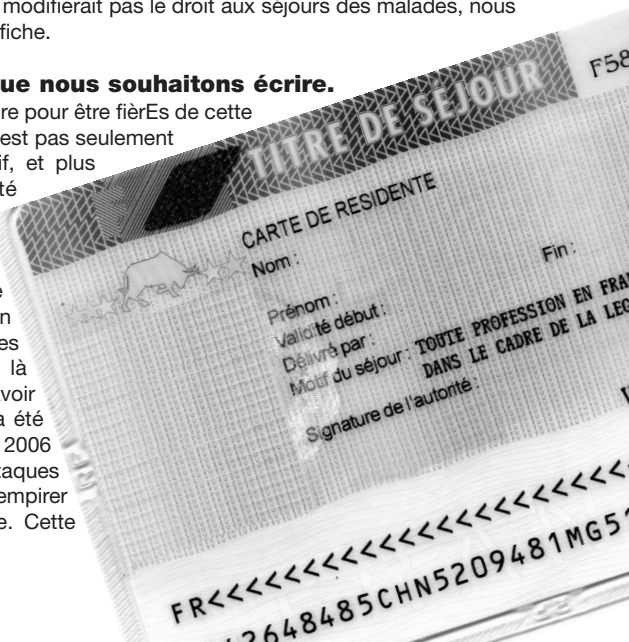 modifierait pas le droit aux séjours des malades, nous
fiche.
ue nous souhaitons écrire.
re pour être fièrEs de cette
est pas seulement
if, et plus
té
e
n
es
là
voir
a été
2006
taques
empirer
e. Cette
TITRE DE SÉJOUR
F58
CARTE DE RESIDENTE
Nom :
Fin :
Prénom :
Validité début :
Délivré par :
Motif du séjour : TOUTE PROFESSION EN FRAN
DANS LE CADRE DE LA LEG
Signature de l'autorité :
FR<<<<<<<<<<<<<<<<<<<<<<<
2648485CHN5209481MG51